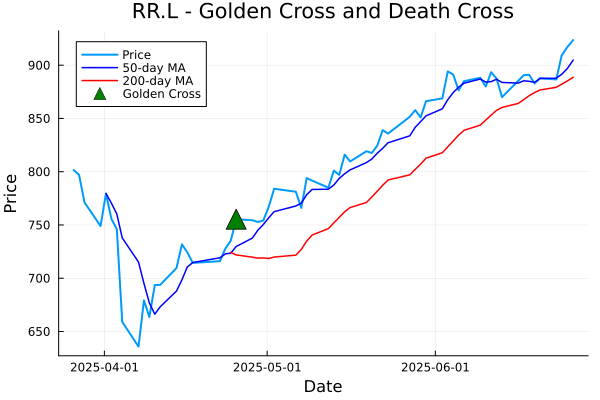 RR.L - Golden Cross and Death Cross
Price
50-day MA
200-day MA
Golden Cross
900
850
800
750
700
650
Price
2025-04-01
2025-05-01
2025-06-01
Date